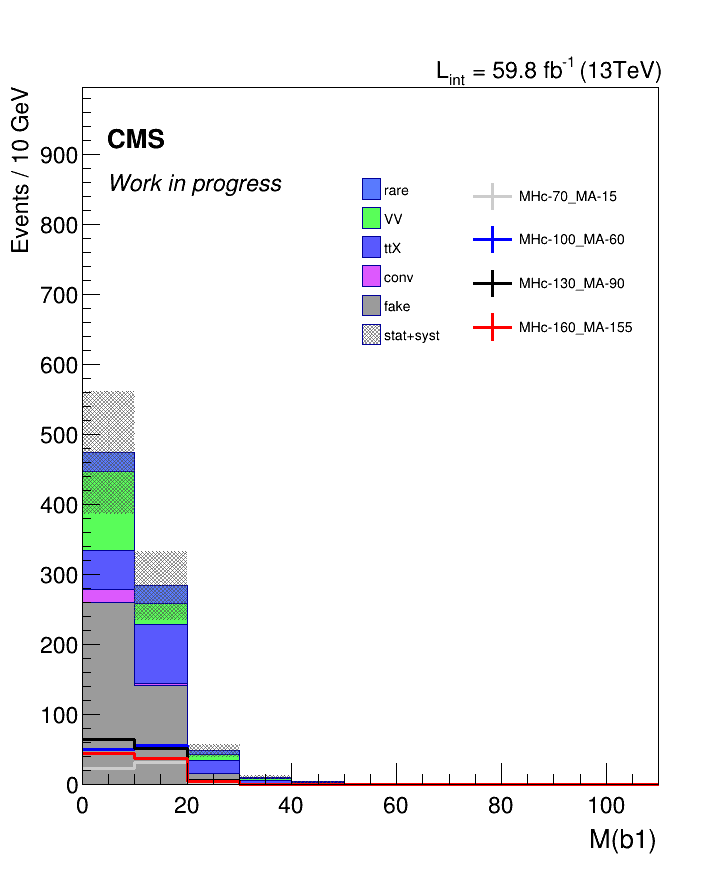 L_int = 59.8 fb^-1 (13TeV)
Events / 10 GeV
CMS
Work in progress
900
800
700
600
500
400
300
200
100
0
rare
VV
ttX
conv
fake
stat+syst
MHc-70_MA-15
MHc-100_MA-60
MHc-130_MA-90
MHc-160_MA-155
0 20 40 60 80 100
M(b1)